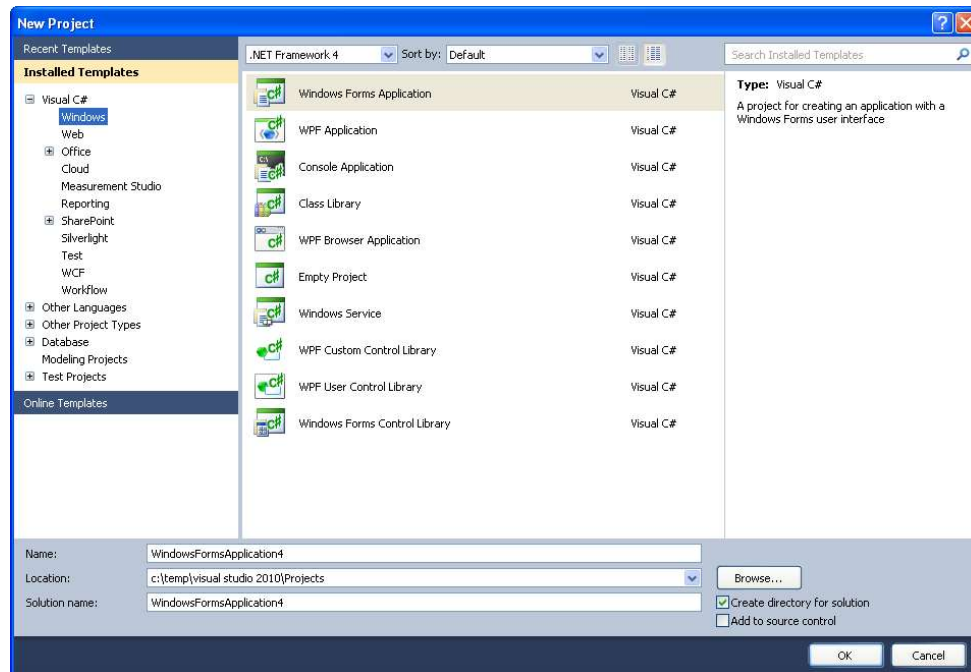 New Project
Recent Templates
Installed Templates
Visual C#
Windows
Web
Office
Cloud
Measurement Studio
Reporting
SharePoint
Silverlight
Test
WCF
Workflow
Other Languages
Other Project Types
Database
Modeling Projects
Test Projects
Online Templates
.NET Framework 4 Sort by: Default
Windows Forms Application Visual C#
WPF Application Visual C#
Console Application Visual C#
Class Library Visual C#
WPF Browser Application Visual C#
Empty Project Visual C#
Windows Service Visual C#
WPF Custom Control Library Visual C#
WPF User Control Library Visual C#
Windows Forms Control Library Visual C#
Search Installed Templates
Type: Visual C#
A project for creating an application with a
Windows Forms user interface
Name: WindowsFormsApplication4
Location: c:\temp\visual studio 2010\Projects Browse...
Solution name: WindowsFormsApplication4
Create directory for solution
Add to source control
OK Cancel